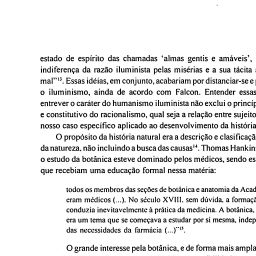 estado de espírito das chamadas 'almas gentis e amáveis',
indiferença da razão iluminista pelas misérias e a sua tácita
mal"¹³. Essas idéias, em conjunto, acabariam por distanciar-se e
o iluminismo, ainda de acordo com Falcon. Entender essas
entrever o caráter do humanismo iluminista não exclui o princíp
e constitutivo do racionalismo, qual seja a relação entre sujeito
nosso caso específico aplicado ao desenvolvimento da história
O propósito da história natural era a descrição e classificaçã
da natureza, não incluindo a busca das causas¹⁴. Thomas Hankins
o estudo da botânica esteve dominado pelos médicos, sendo es
que recebiam uma educação formal nessa matéria:
todos os membros das seções de botânica e anatomia da Acad
eram médicos (...). No século XVIII, sem dúvida, a formaç
conduzia inevitavelmente à prática da medicina. A botânica,
era um tema que se começava a estudar por si mesma, indep
das necessidades da farmácia (...)"¹⁵.
O grande interesse pela botânica, e de forma mais ampla